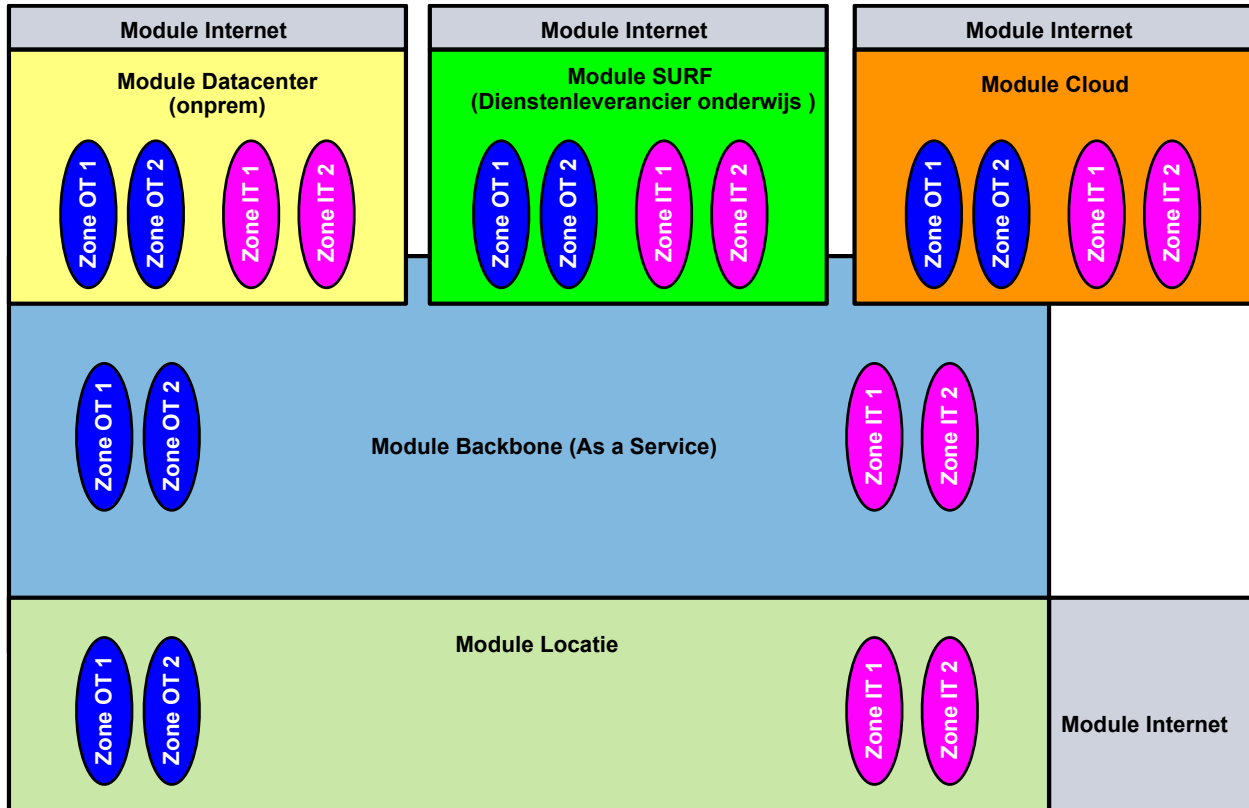 Module Internet
Module Internet
Module Internet
Module Datacenter
(onprem)
Module SURF
(Dienstenleverancier onderwijs )
Module Cloud
Zone OT 1
Zone OT 2
Zone IT 1
Zone IT 2
Zone OT 1
Zone OT 2
Zone IT 1
Zone IT 2
Zone OT 1
Zone OT 2
Zone IT 1
Zone IT 2
Zone OT 1
Zone OT 2
Module Backbone (As a Service)
Zone IT 1
Zone IT 2
Module Locatie
Zone OT 1
Zone OT 2
Zone IT 1
Zone IT 2
Module Internet